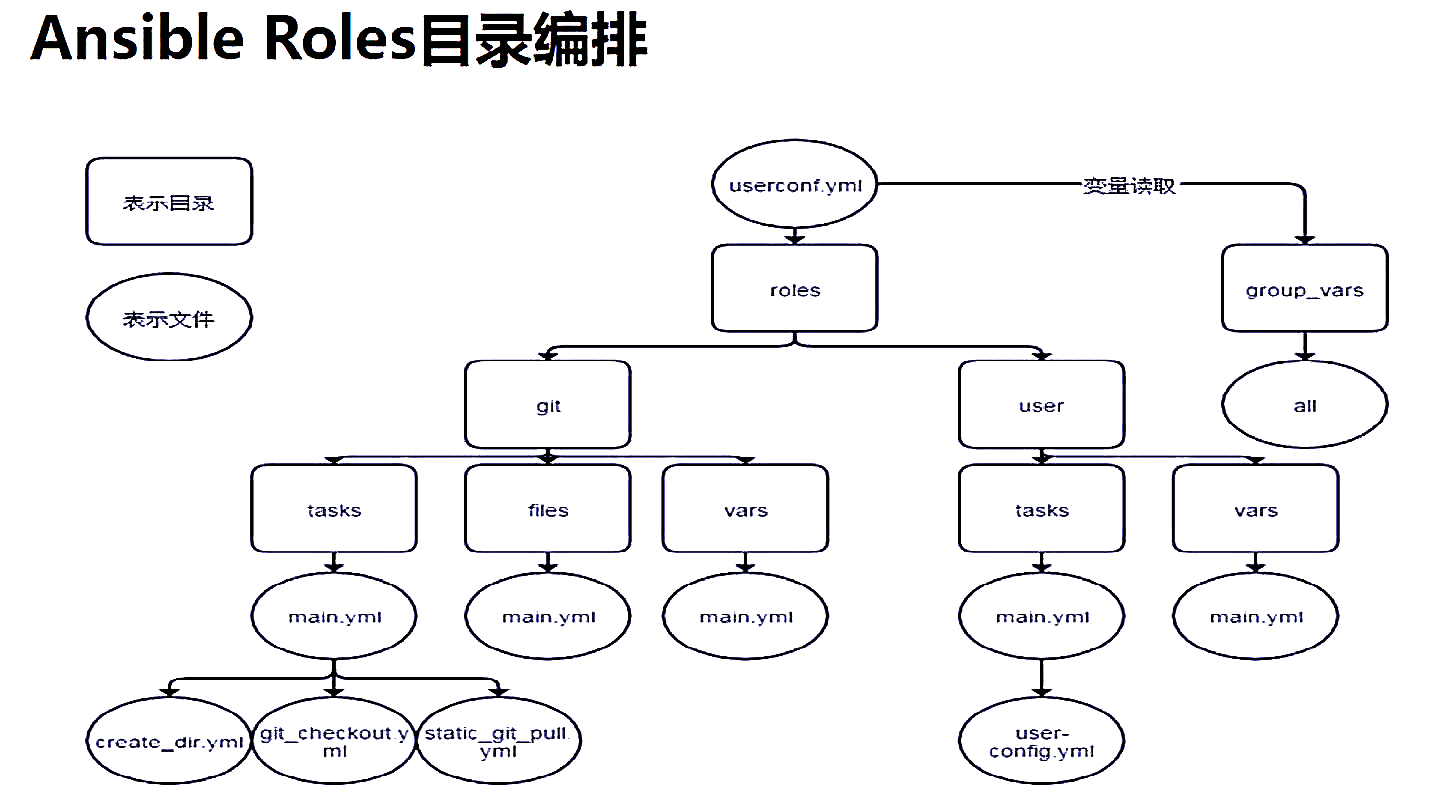 Ansible Roles目录编排
表示目录
表示文件
userconf.yml
变量读取
roles
group_vars
git
user
all
tasks
files
vars
tasks
vars
main.yml
main.yml
main.yml
main.yml
main.yml
create_dir.yml
git_checkout.y
ml
static_git_pull.
yml
user-
config.yml